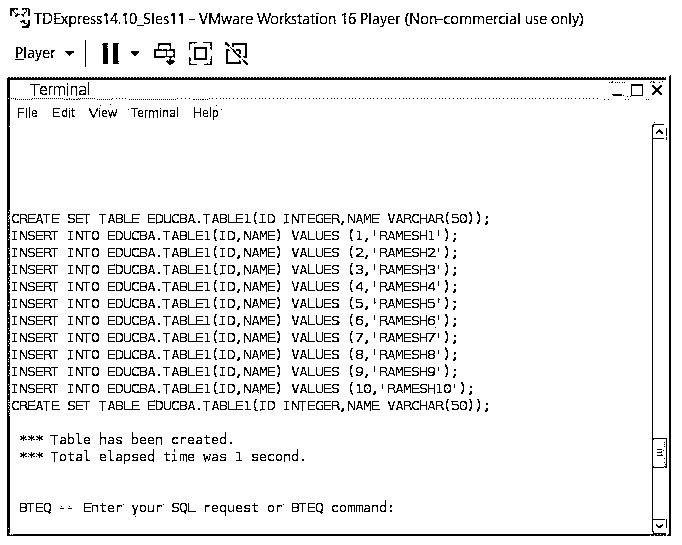 TDExpress14.10_Sles11 - VMware Workstation 16 Player (Non-commercial use only)
Player
Terminal
File Edit View Terminal Help
CREATE SET TABLE EDUCBA.TABLE1(ID INTEGER,NAME VARCHAR(50));
INSERT INTO EDUCBA.TABLE1(ID,NAME) VALUES (1,'RAMESH1');
INSERT INTO EDUCBA.TABLE1(ID,NAME) VALUES (2,'RAMESH2');
INSERT INTO EDUCBA.TABLE1(ID,NAME) VALUES (3,'RAMESH3');
INSERT INTO EDUCBA.TABLE1(ID,NAME) VALUES (4,'RAMESH4');
INSERT INTO EDUCBA.TABLE1(ID,NAME) VALUES (5,'RAMESH5');
INSERT INTO EDUCBA.TABLE1(ID,NAME) VALUES (6,'RAMESH6');
INSERT INTO EDUCBA.TABLE1(ID,NAME) VALUES (7,'RAMESH7');
INSERT INTO EDUCBA.TABLE1(ID,NAME) VALUES (8,'RAMESH8');
INSERT INTO EDUCBA.TABLE1(ID,NAME) VALUES (9,'RAMESH9');
INSERT INTO EDUCBA.TABLE1(ID,NAME) VALUES (10,'RAMESH10');
CREATE SET TABLE EDUCBA.TABLE1(ID INTEGER,NAME VARCHAR(50));
*** Table has been created.
*** Total elapsed time was 1 second.
BTEQ -- Enter your SQL request or BTEQ command: